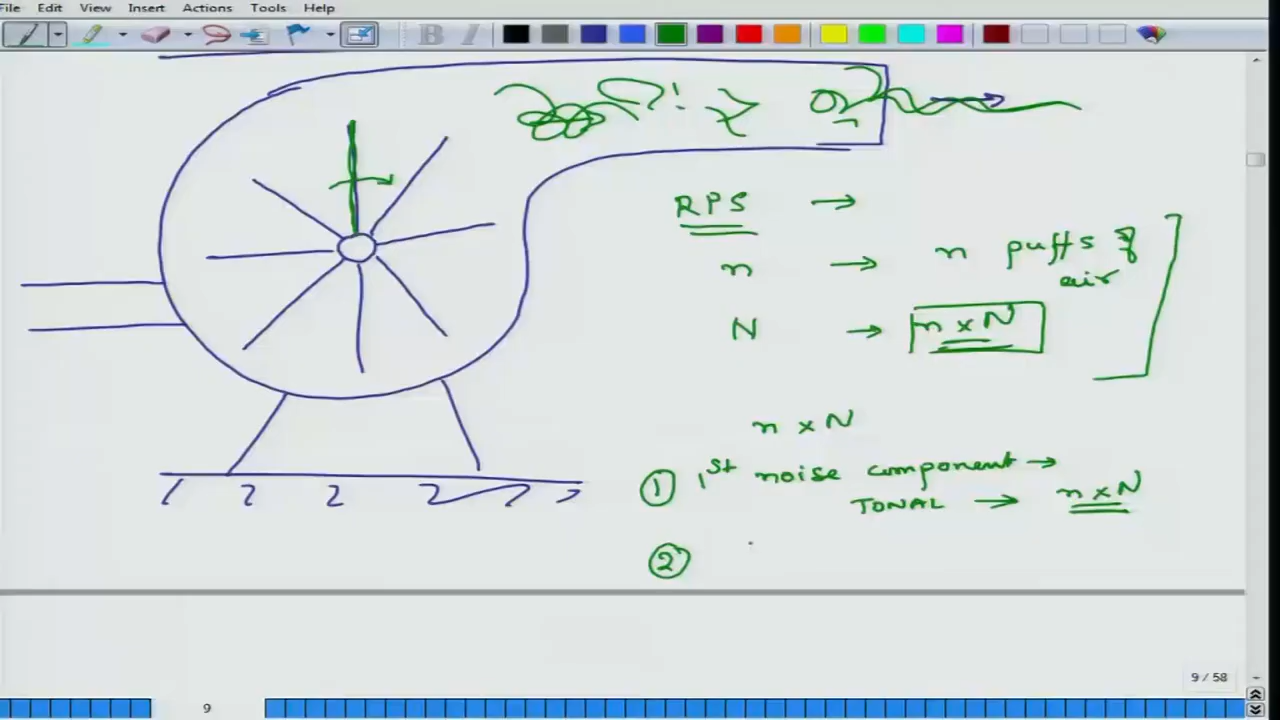 File Edit View Insert Actions Tools Help
B I
RPS →
n → n puffs of air
N → n x N
n x N
① 1st noise component →
TONAL → n x N
②
9 / 58
9